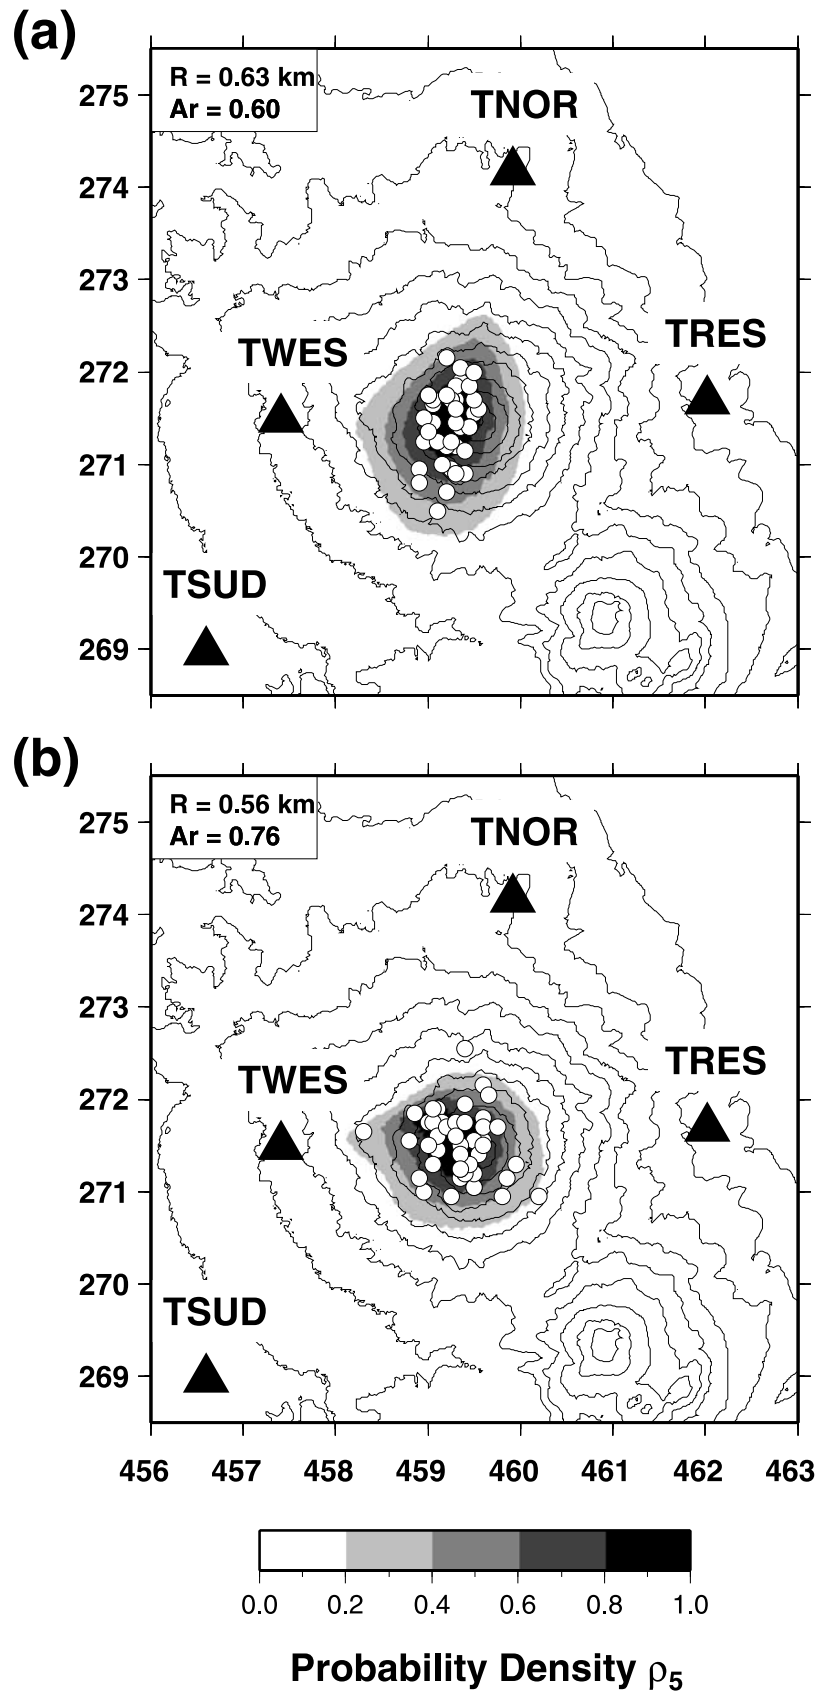 (a)
R = 0.63 km
Ar = 0.60
275
TNOR
274
273
TWES
TRES
272
271
270
TSUD
269
(b)
R = 0.56 km
Ar = 0.76
275
TNOR
274
273
TWES
TRES
272
271
270
TSUD
269
456 457 458 459 460 461 462 463
0.0 0.2 0.4 0.6 0.8 1.0
Probability Density ρ5